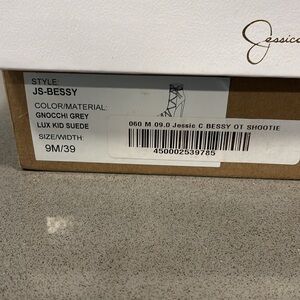 Jessica
STYLE:
JS-BESSY
COLOR/MATERIAL:
GNOCCHI GREY
LUX KID SUEDE
SIZE/WIDTH:
9M/39
060 M 09.0 Jessic C BESSY OT SHOOTIE
450002539785